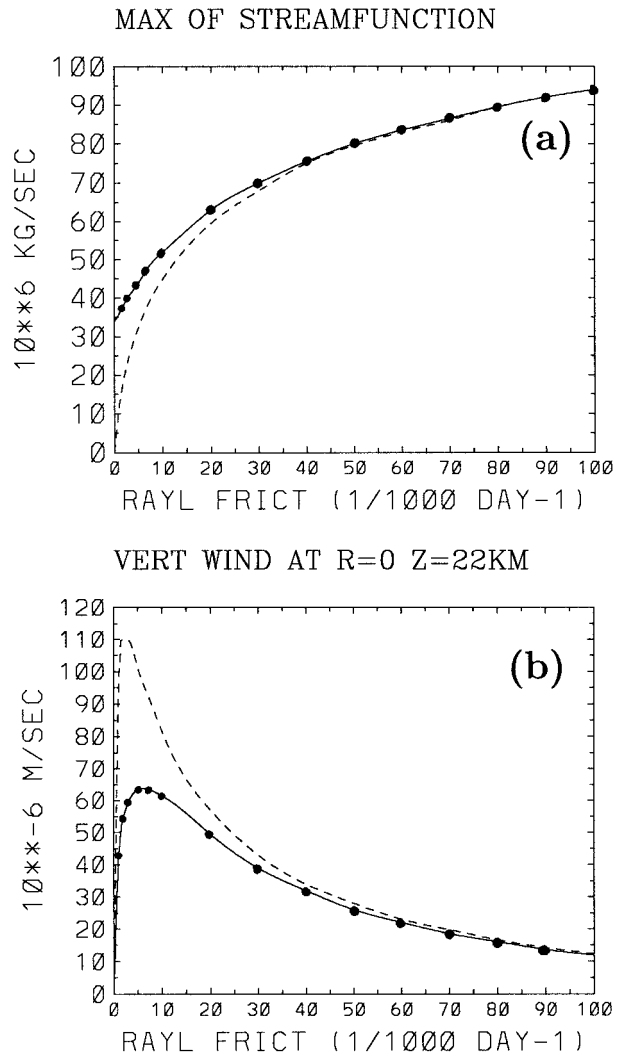 MAX OF STREAMFUNCTION
100
90
80
70
60
50
40
30
20
10
0
10**6 KG/SEC
(a)
0 10 20 30 40 50 60 70 80 90 100
RAYL FRICT (1/1000 DAY-1)
VERT WIND AT R=0 Z=22KM
120
110
100
90
80
70
60
50
40
30
20
10
0
10**-6 M/SEC
(b)
0 10 20 30 40 50 60 70 80 90 100
RAYL FRICT (1/1000 DAY-1)